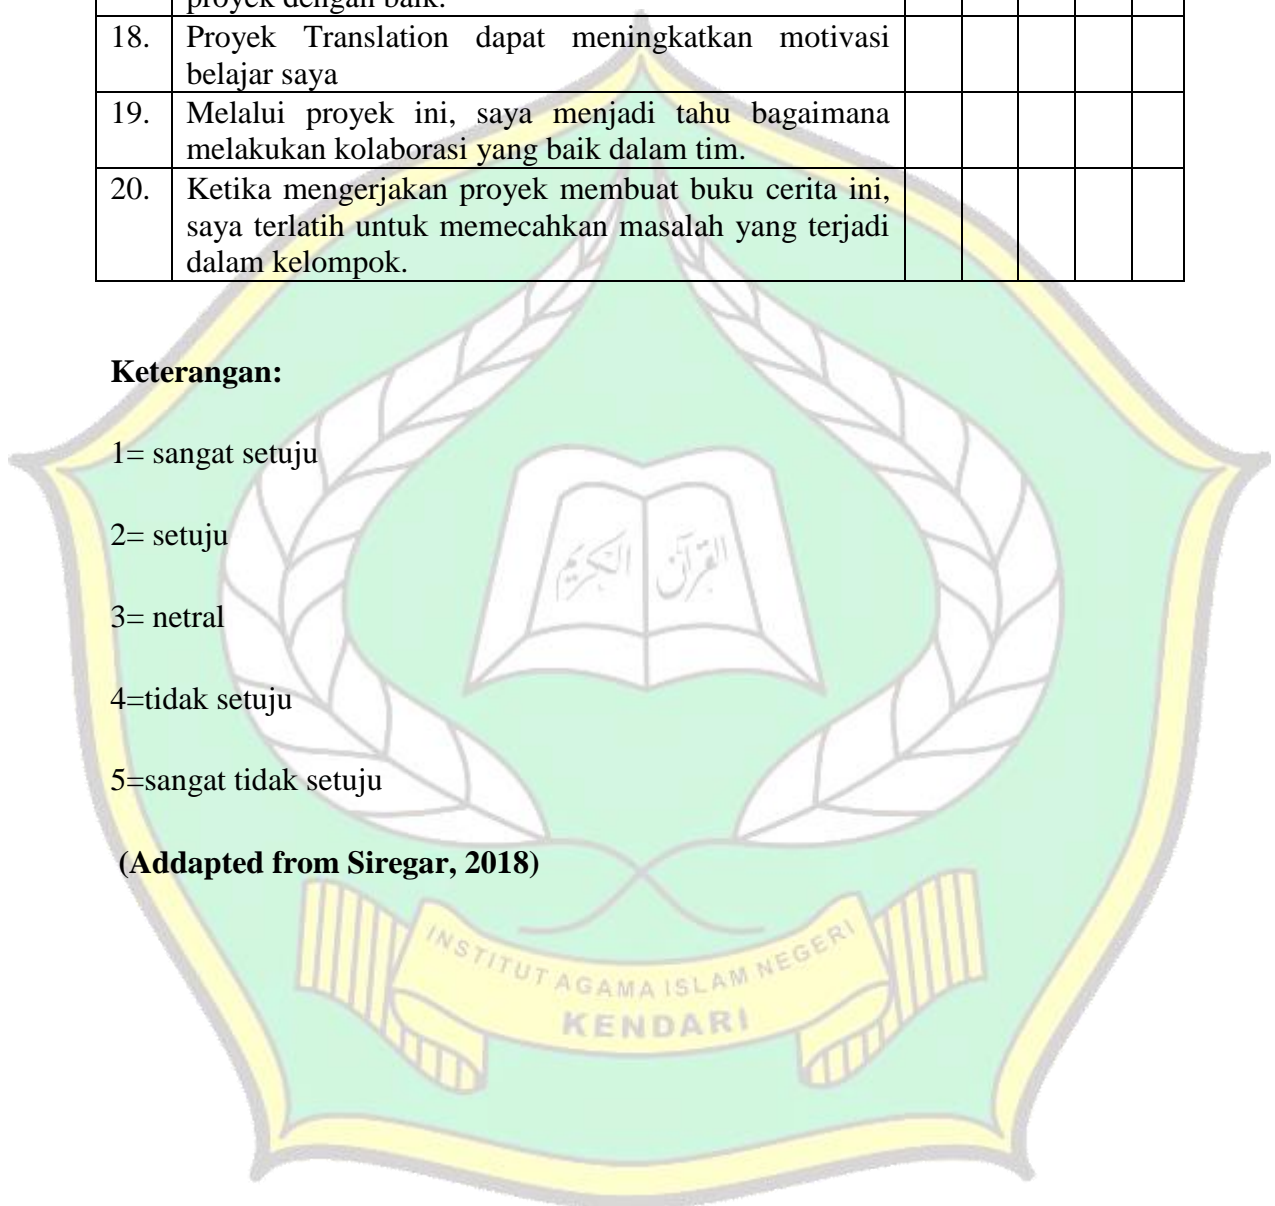 proyek dengan baik.
18. Proyek Translation dapat meningkatkan motivasi
belajar saya
19. Melalui proyek ini, saya menjadi tahu bagaimana
melakukan kolaborasi yang baik dalam tim.
20. Ketika mengerjakan proyek membuat buku cerita ini,
saya terlatih untuk memecahkan masalah yang terjadi
dalam kelompok.
Keterangan:
1= sangat setuju
2= setuju
3= netral
4=tidak setuju
5=sangat tidak setuju
(Addapted from Siregar, 2018)
القرآن الكريم
INSTITUT AGAMA ISLAM NEGERI
KENDARI